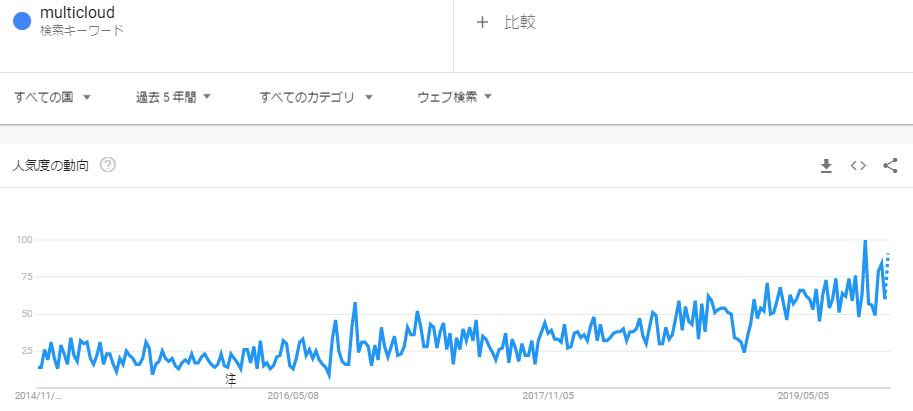 multicloud
検索キーワード
+ 比較
すべての国
過去 5 年間
すべてのカテゴリ
ウェブ検索
人気度の動向
100
75
50
25
注
2014/11/...
2016/05/08
2017/11/05
2019/05/05